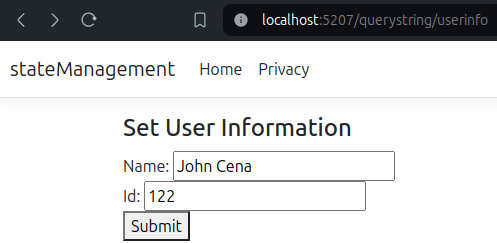 localhost:5207/querystring/userinfo
stateManagement Home Privacy
Set User Information
Name: John Cena
Id: 122
Submit